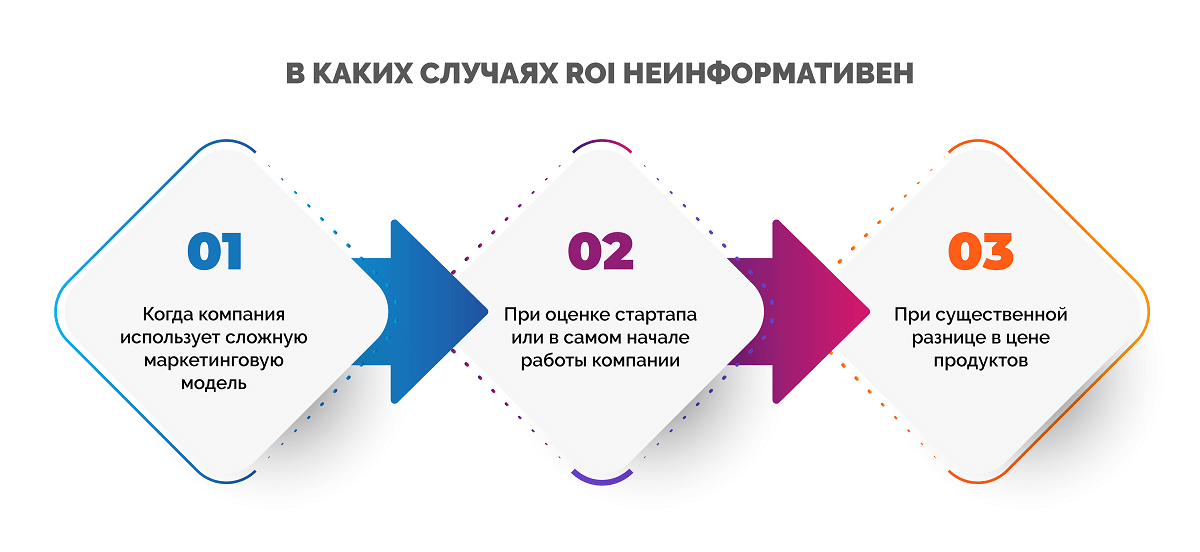 В КАКИХ СЛУЧАЯХ ROI НЕИНФОРМАТИВЕН
01
Когда компания
использует сложную
маркетинговую
модель
02
При оценке стартапа
или в самом начале
работы компании
03
При существенной
разнице в цене
продуктов